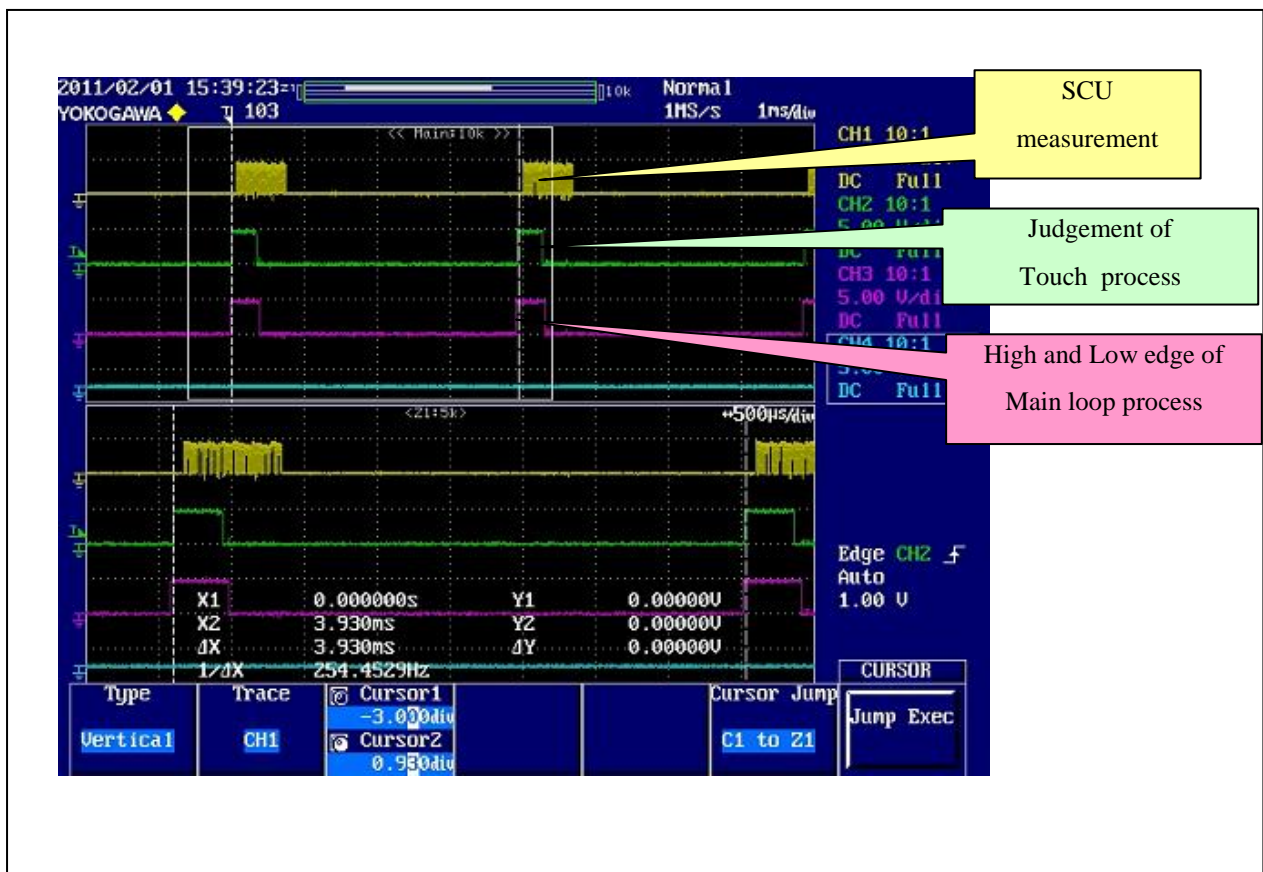 2011/02/01 15:39:23
10k Normal
YOKOGAWA 103 1MS/s 1ms/div
<< Main:10k >>
SCU
measurement
CH1 10:1
DC Full
CH2 10:1
Judgement of
Touch process
CH3 10:1
5.00 V/di
DC Full
High and Low edge of
Main loop process
CH4 10:1
DC Full
<Z1:5k> 500µs/div
Edge CH2
Auto
1.00 V
X1 0.000000s Y1 0.00000V
X2 3.930ms Y2 0.00000V
ΔX 3.930ms ΔY 0.00000V
1/ΔX 254.4529Hz
CURSOR
Type Trace Cursor1 Cursor Jump
-3.000div Jump Exec
Vertical CH1 Cursor2 C1 to Z1
0.930div